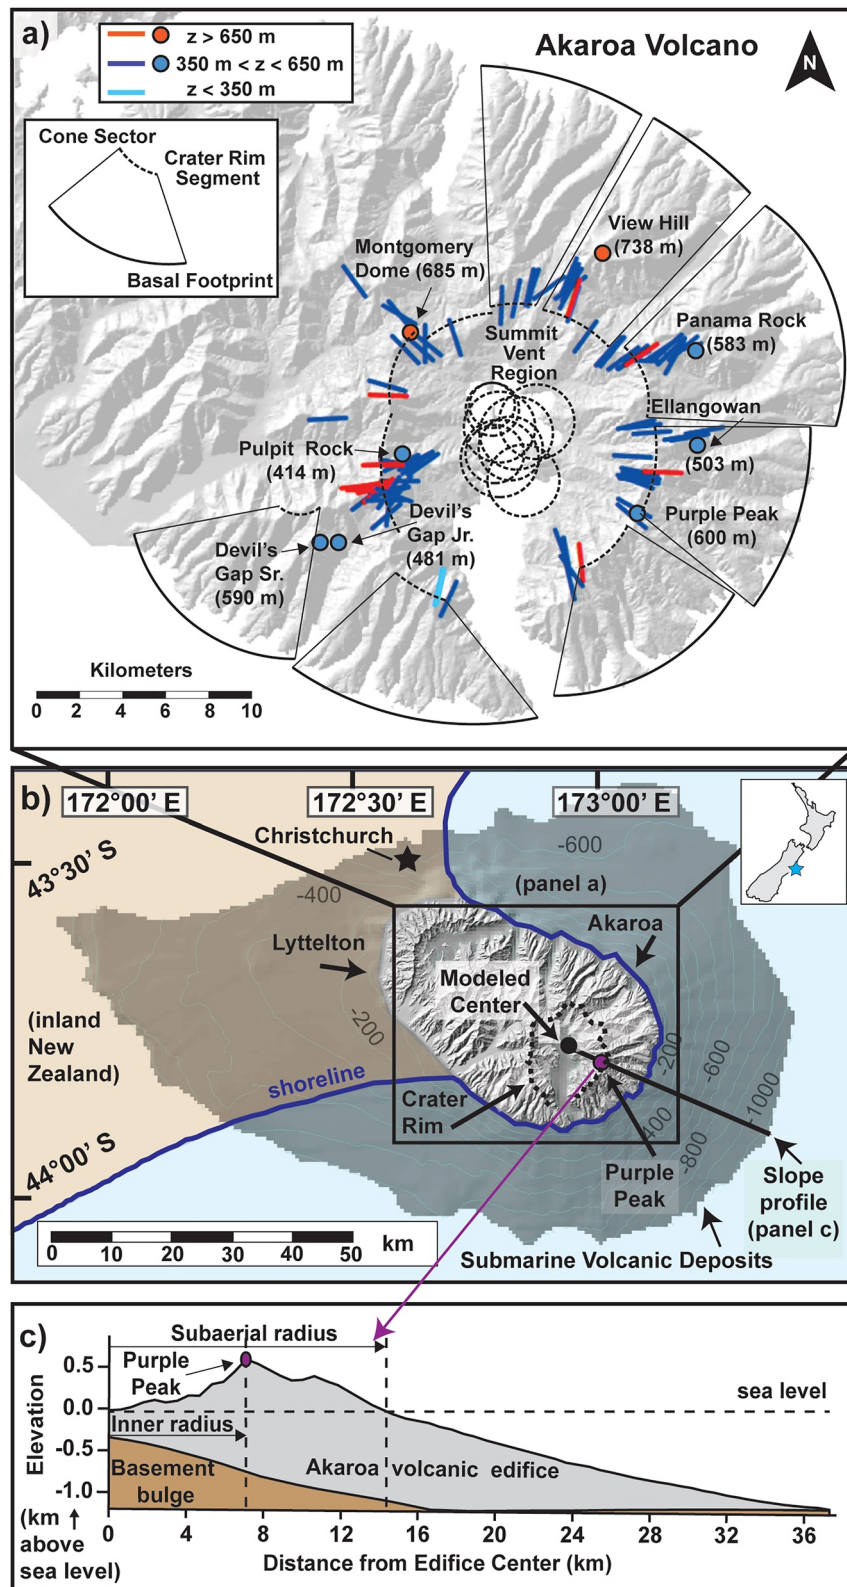 a)
z > 650 m
350 m < z < 650 m
z < 350 m
Akaroa Volcano
N
Cone Sector
Crater Rim
Segment
Basal Footprint
View Hill
(738 m)
Montgomery
Dome (685 m)
Panama Rock
(583 m)
Summit
Vent
Region
Ellangowan
(503 m)
Pulpit Rock
(414 m)
Purple Peak
(600 m)
Devil's
Gap Jr.
(481 m)
Devil's
Gap Sr.
(590 m)
Kilometers
0 2 4 6 8 10
b)
172°00' E
172°30' E
173°00' E
Christchurch
-600
43°30' S
(panel a)
-400
Akaroa
Lyttelton
Modeled
Center
-200
(inland
New
Zealand)
-200
-600
shoreline
Crater
Rim
-1000
-400
-800
44°00' S
Purple
Peak
Slope
profile
(panel c)
0 10 20 30 40 50 km
Submarine Volcanic Deposits
c)
Subaerial radius
Purple
Peak
0.5
sea level
0.0
Inner radius
Elevation
-0.5
Basement
bulge
Akaroa volcanic edifice
-1.0
(km ↑
above
sea level)
0 4 8 12 16 20 24 28 32 36
Distance from Edifice Center (km)